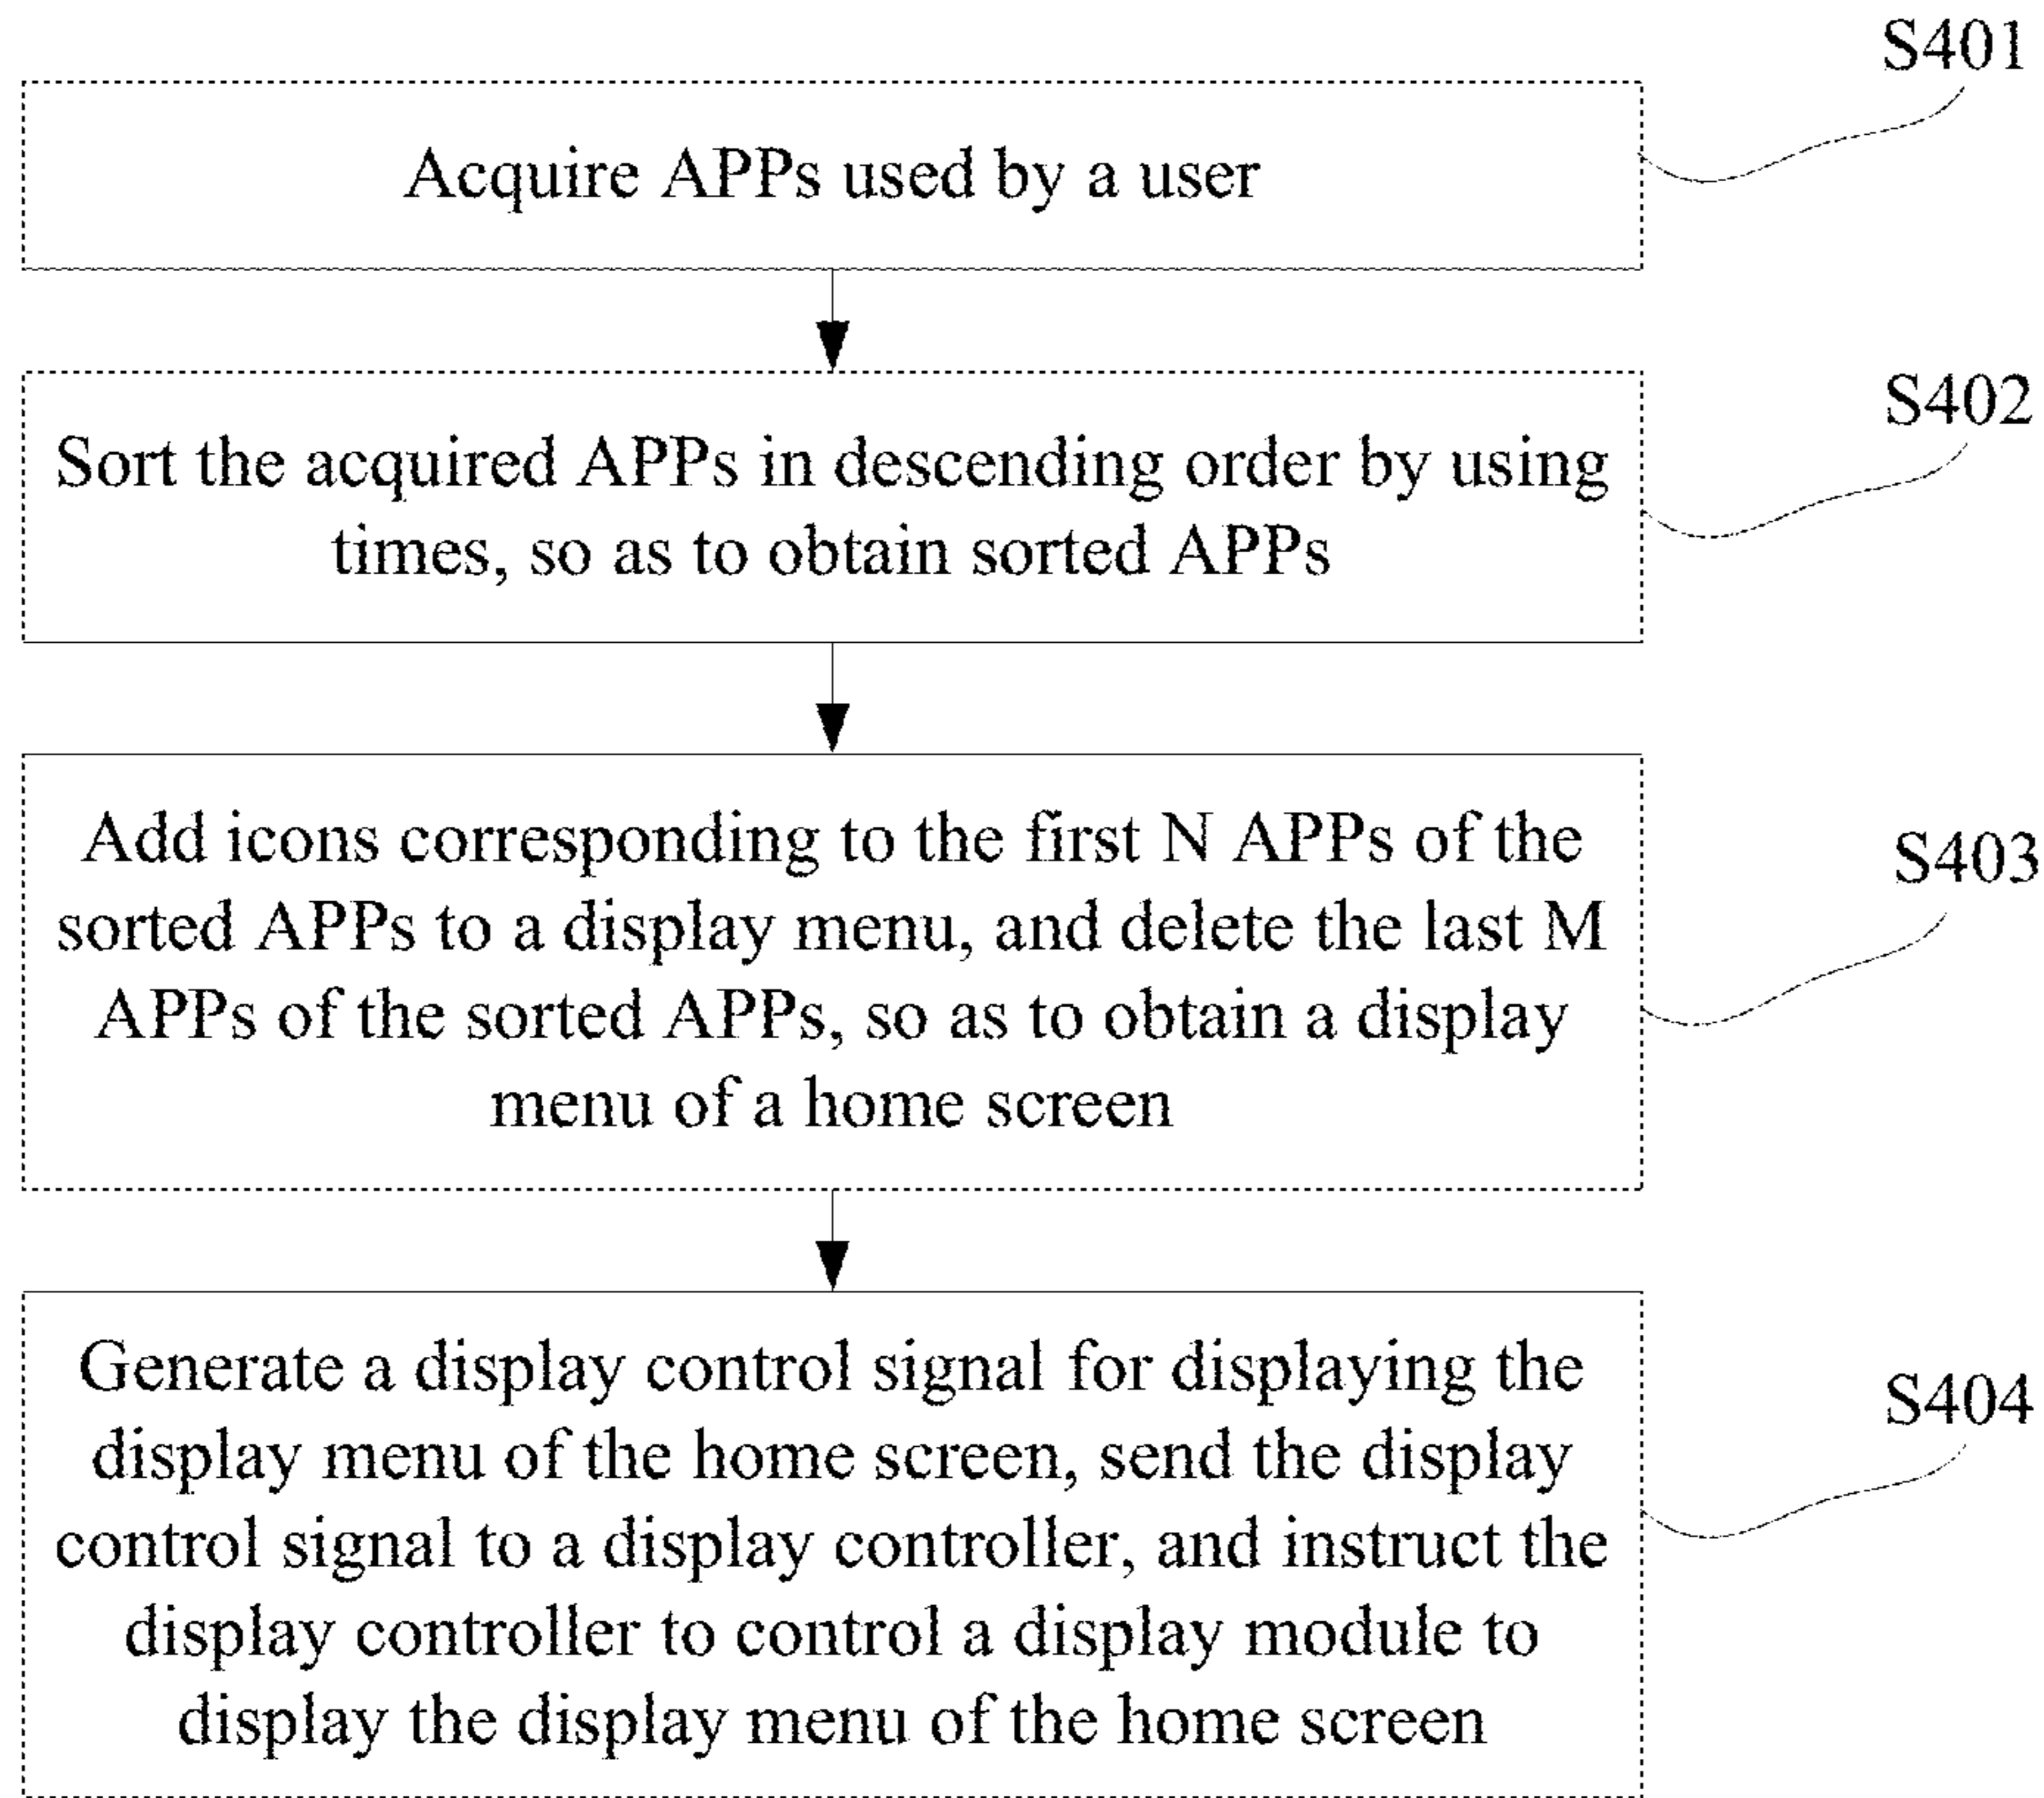 S401
Acquire APPs used by a user
S402
Sort the acquired APPs in descending order by using
times, so as to obtain sorted APPs
Add icons corresponding to the first N APPs of the
S403
sorted APPs to a display menu, and delete the last M
APPs of the sorted APPs, so as to obtain a display
menu of a home screen
Generate a display control signal for displaying the
S404
display menu of the home screen, send the display
control signal to a display controller, and instruct the
display controller to control a display module to
display the display menu of the home screen